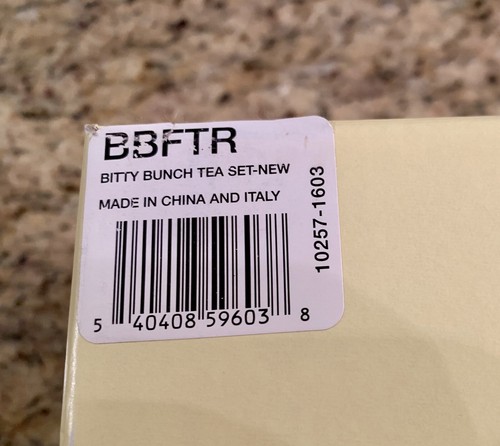 BBFTR
BITTY BUNCH TEA SET-NEW
MADE IN CHINA AND ITALY
5 40408 59603 8
10257-1603